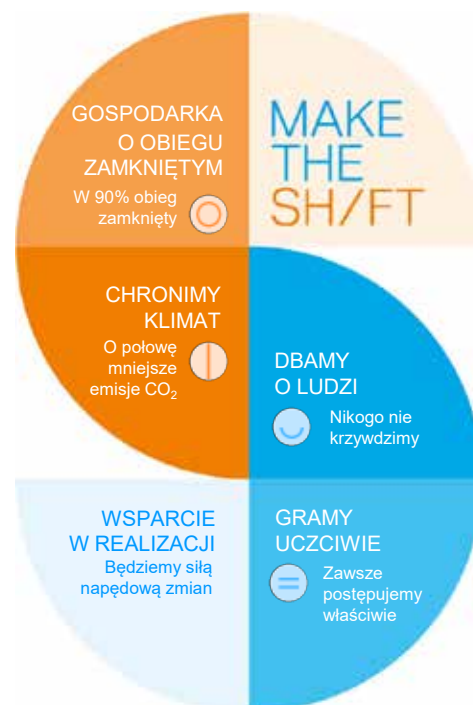 GOSPODARKA
O OBIEGU
ZAMKNIĘTYM
W 90% obieg
zamknięty
MAKE
THE
SH/FT
CHRONIMY
KLIMAT
O połowę
mniejsze
emisje CO₂
DBAMY
O LUDZI
Nikogo nie
krzywdzimy
WSPARCIE
W REALIZACJI
Będziemy siłą
napędową zmian
GRAMY
UCZCIWIE
Zawsze
postępujemy
właściwie